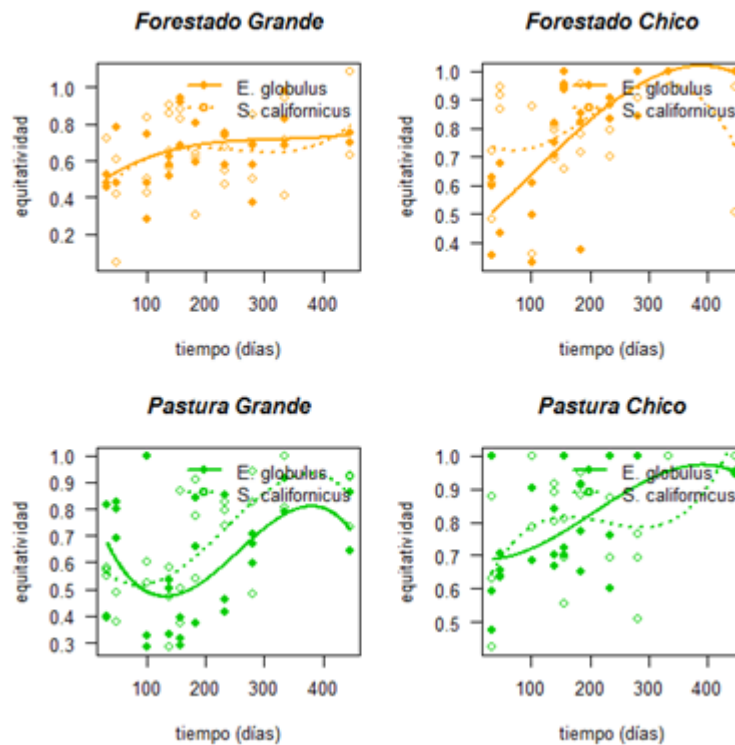 Forestado Grande
E. globulus
S. californicus
1.0
0.8
0.6
0.4
0.2
equitatividad
100 200 300 400
tiempo (días)
Forestado Chico
E. globulus
S. californicus
1.0
0.9
0.8
0.7
0.6
0.5
0.4
equitatividad
100 200 300 400
tiempo (días)
Pastura Grande
E. globulus
S. californicus
1.0
0.9
0.8
0.7
0.6
0.5
0.4
0.3
equitatividad
100 200 300 400
tiempo (días)
Pastura Chico
E. globulus
S. californicus
1.0
0.9
0.8
0.7
0.6
0.5
equitatividad
100 200 300 400
tiempo (días)